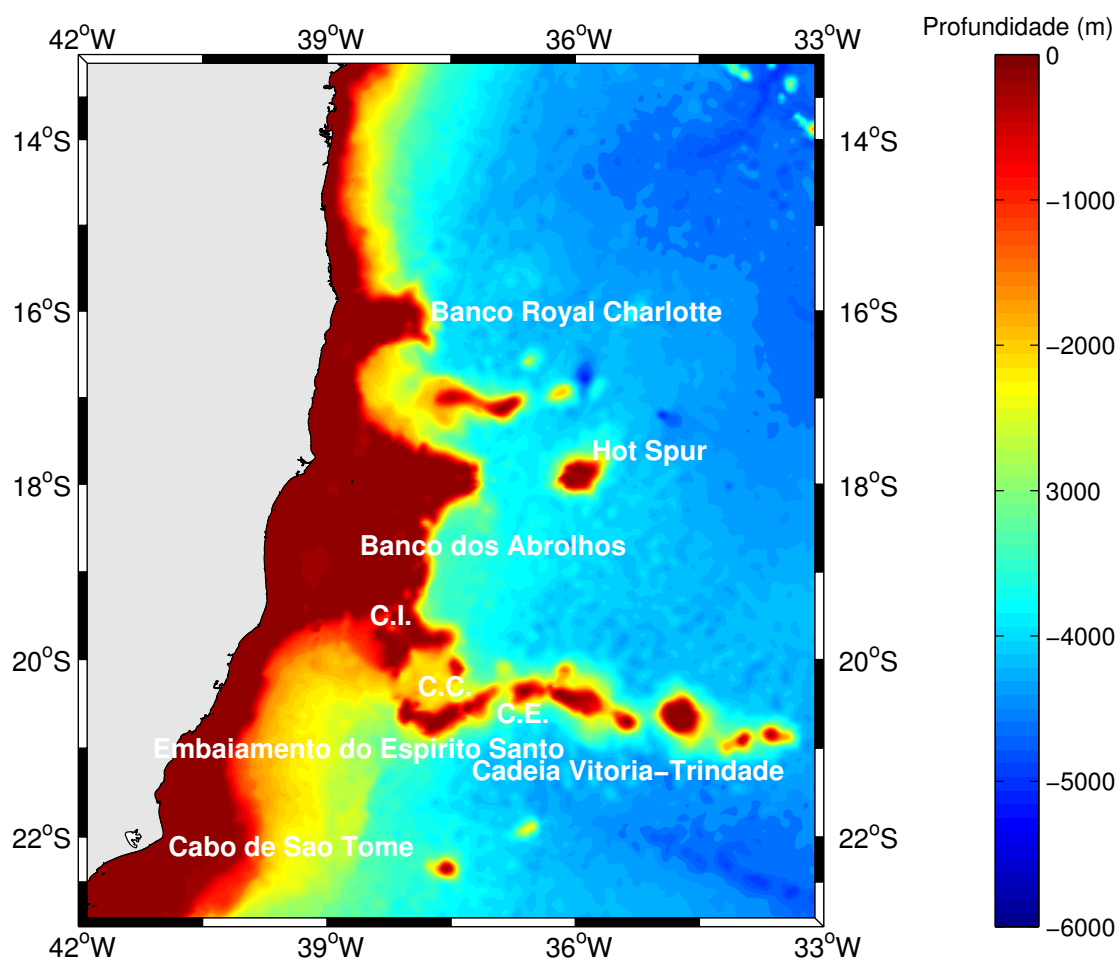 Profundidade (m)
42°W 39°W 36°W 33°W
0
14°S 14°S
−1000
16°S Banco Royal Charlotte 16°S
−2000
Hot Spur
18°S 18°S
−3000
Banco dos Abrolhos
C.I.
−4000
20°S 20°S
C.C.
C.E.
Embaiamento do Espirito Santo
Cadeia Vitoria−Trindade
−5000
22°S 22°S
Cabo de Sao Tome
−6000
42°W 39°W 36°W 33°W